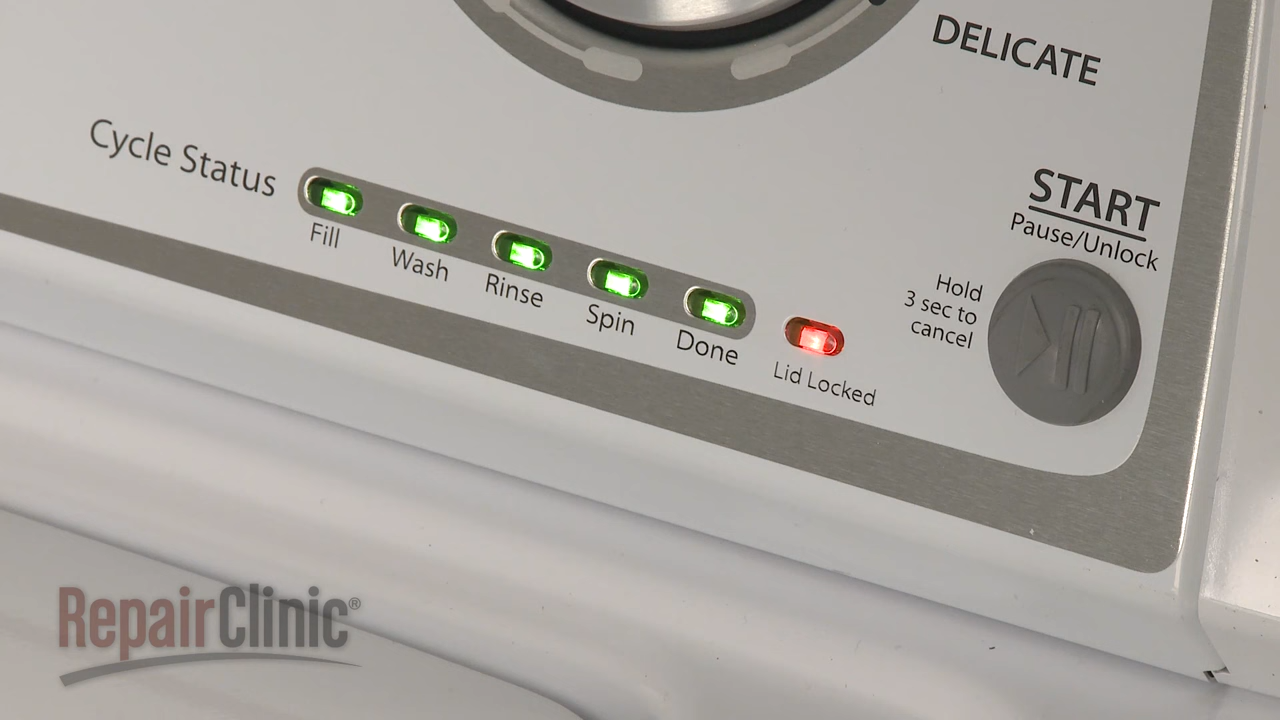 DELICATE
Cycle Status
Fill
Wash
Rinse
Spin
Done
Lid Locked
START
Pause/Unlock
Hold
3 sec to
cancel
RepairClinic®